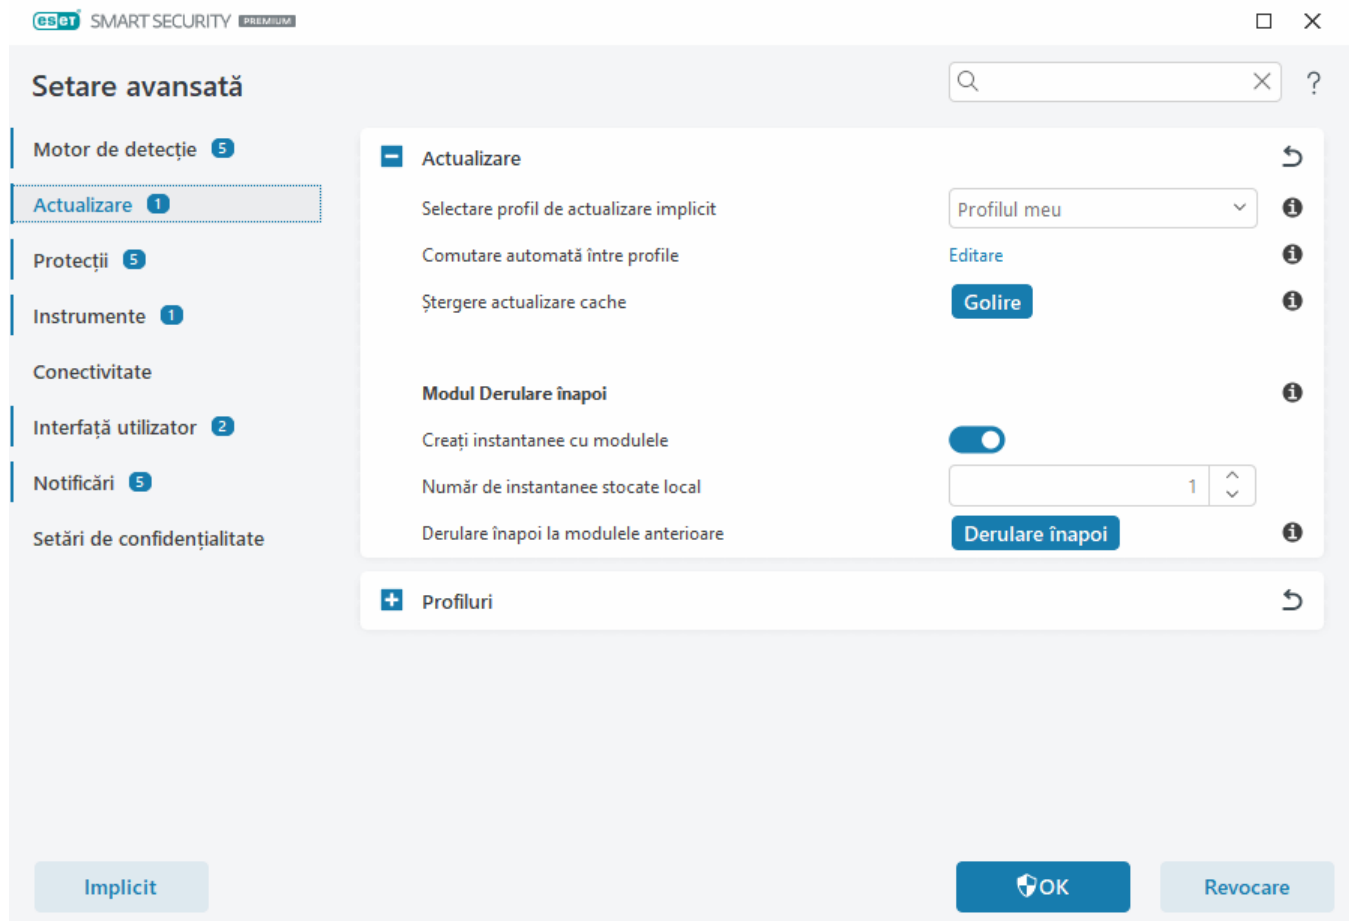 eset SMART SECURITY PREMIUM
Setare avansată
?
Motor de detecție 5
Actualizare 1
Protecții 5
Instrumente 1
Conectivitate
Interfață utilizator 2
Notificări 5
Setări de confidențialitate
Actualizare
Selectare profil de actualizare implicit
Profilul meu
Comutare automată între profile
Editare
Ștergere actualizare cache
Golire
Modul Derulare înapoi
Creați instantanee cu modulele
Număr de instantanee stocate local
1
Derulare înapoi la modulele anterioare
Derulare înapoi
Profiluri
Implicit
OK
Revocare